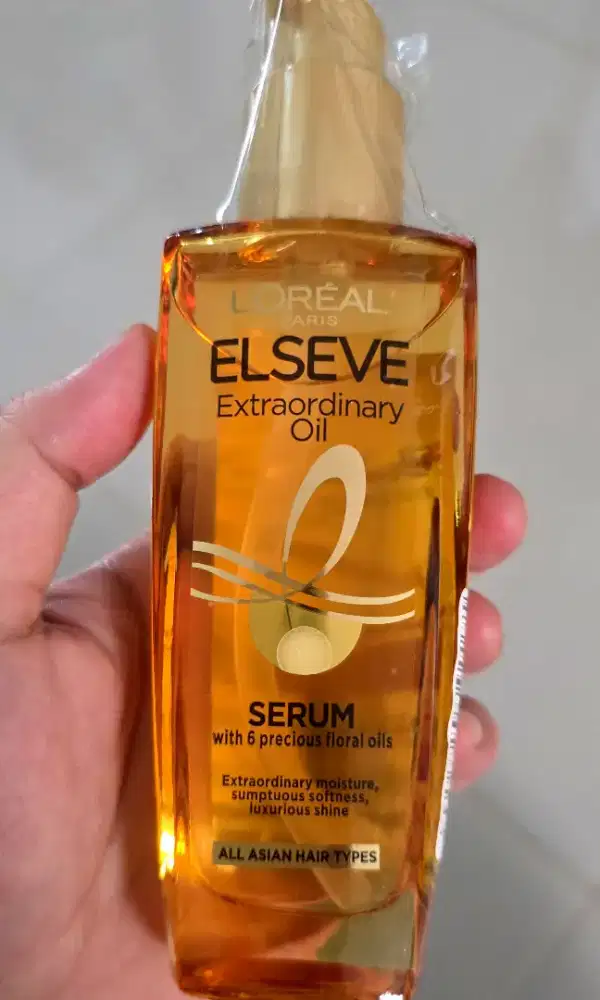 L'ORÉAL
PARIS
ELSEVE
Extraordinary
Oil
SERUM
with 6 precious floral oils
Extraordinary moisture,
sumptuous softness,
luxurious shine
ALL ASIAN HAIR TYPES